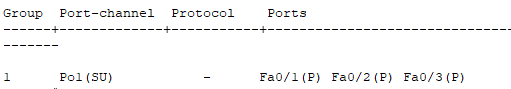 Group  Port-channel  Protocol    Ports
------+-------------+-----------+-------------------------------
-------
1      Po1(SU)           -      Fa0/1(P) Fa0/2(P) Fa0/3(P)